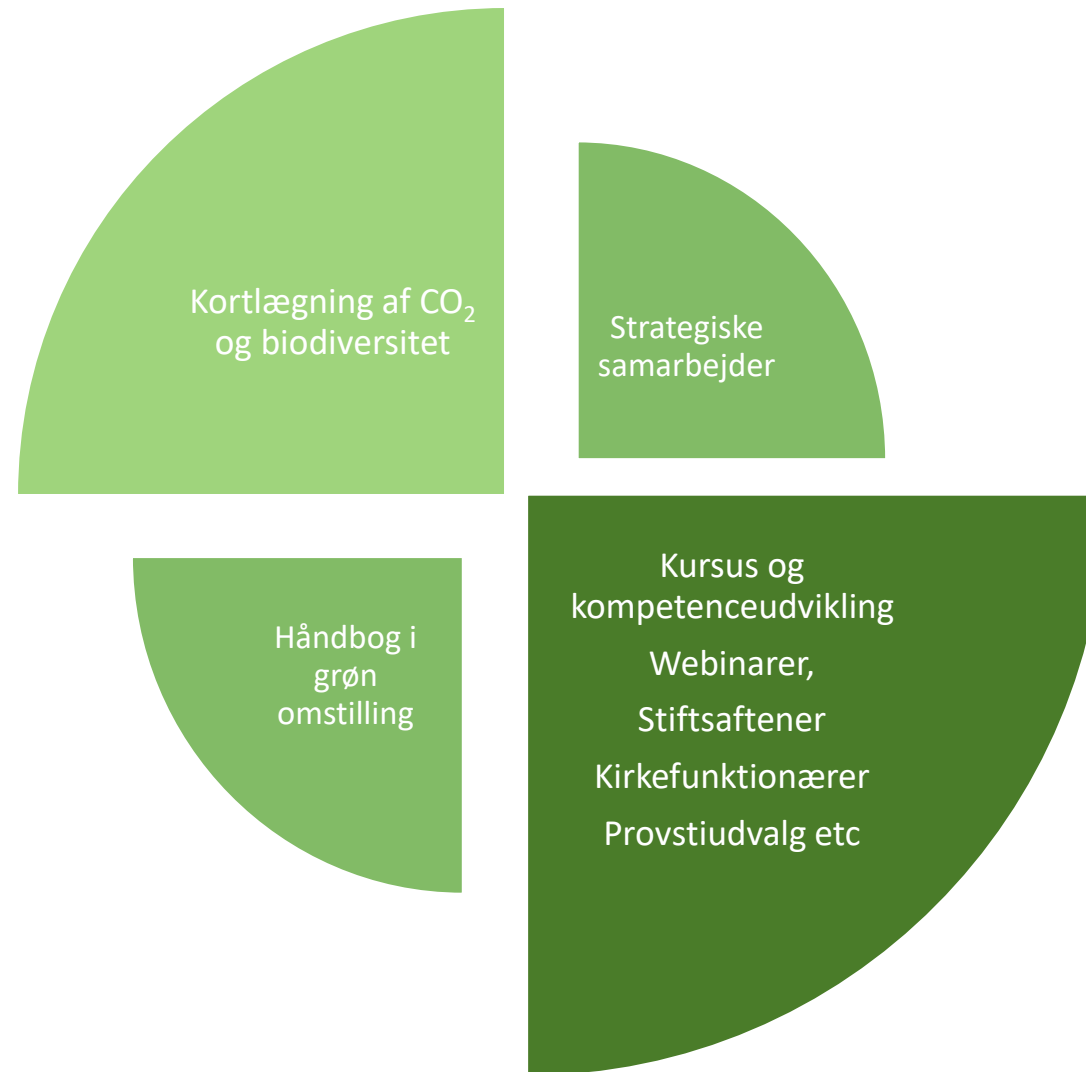 Kortlægning af CO₂
og biodiversitet
Strategiske
samarbejder
Håndbog i
grøn
omstilling
Kursus og
kompetenceudvikling
Webinarer,
Stiftsaftener
Kirkefunktionærer
Provstiudvalg etc